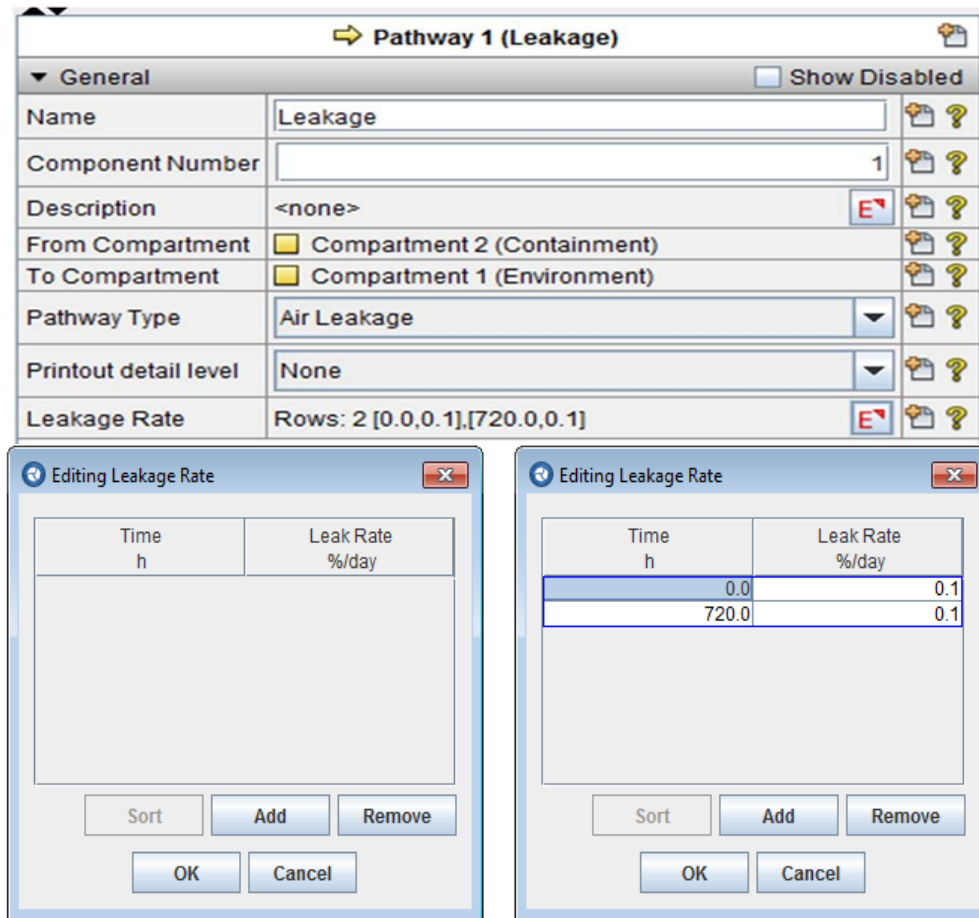 Pathway 1 (Leakage)
General Show Disabled
Name Leakage
Component Number 1
Description <none> E
From Compartment Compartment 2 (Containment)
To Compartment Compartment 1 (Environment)
Pathway Type Air Leakage
Printout detail level None
Leakage Rate Rows: 2 [0.0,0.1],[720.0,0.1] E
Editing Leakage Rate
Time Leak Rate
h %/day
Sort Add Remove
OK Cancel
Editing Leakage Rate
Time Leak Rate
h %/day
0.0 0.1
720.0 0.1
Sort Add Remove
OK Cancel